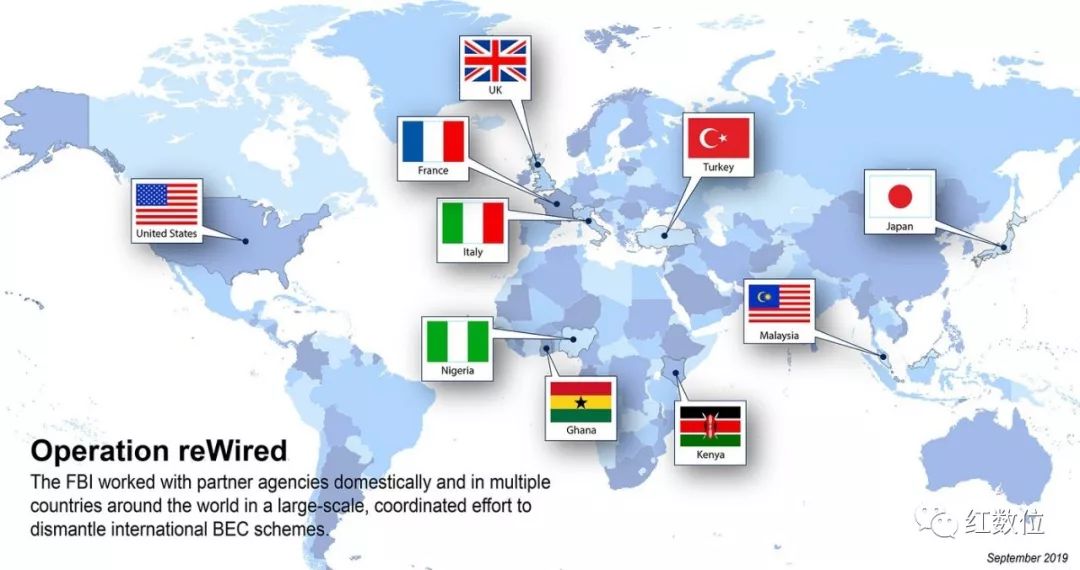 UK
France
Turkey
United States
Italy
Japan
Malaysia
Nigeria
Ghana
Kenya
Operation reWired
The FBI worked with partner agencies domestically and in multiple
countries around the world in a large-scale, coordinated effort to
dismantle international BEC schemes.
红数位
September 2019